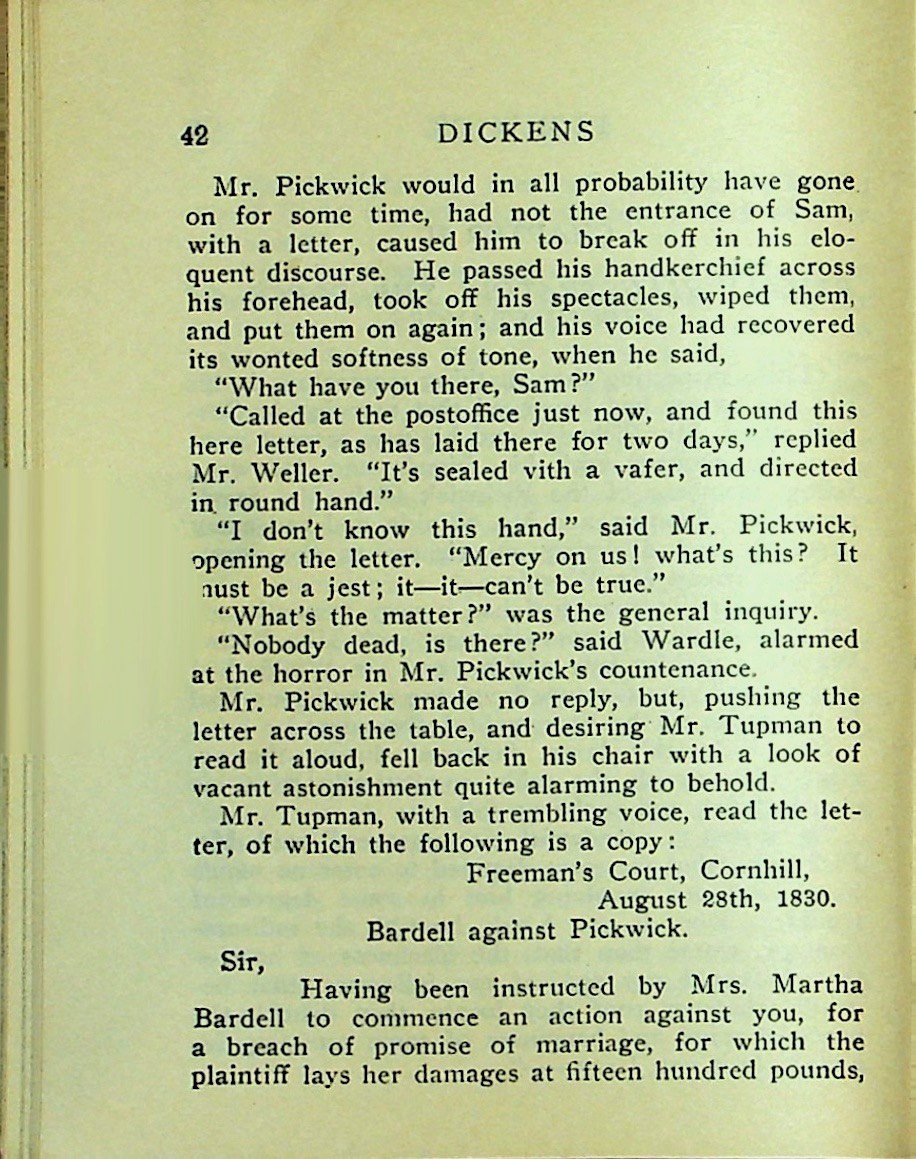 42 DICKENS
Mr. Pickwick would in all probability have gone
on for some time, had not the entrance of Sam,
with a letter, caused him to break off in his elo-
quent discourse. He passed his handkerchief across
his forehead, took off his spectacles, wiped them,
and put them on again; and his voice had recovered
its wonted softness of tone, when he said,
"What have you there, Sam?"
"Called at the postoffice just now, and found this
here letter, as has laid there for two days," replied
Mr. Weller. "It's sealed vith a vafer, and directed
in round hand."
"I don't know this hand," said Mr. Pickwick,
opening the letter. "Mercy on us! what's this? It
must be a jest; it—it—can't be true."
"What's the matter?" was the general inquiry.
"Nobody dead, is there?" said Wardle, alarmed
at the horror in Mr. Pickwick's countenance.
Mr. Pickwick made no reply, but, pushing the
letter across the table, and desiring Mr. Tupman to
read it aloud, fell back in his chair with a look of
vacant astonishment quite alarming to behold.
Mr. Tupman, with a trembling voice, read the let-
ter, of which the following is a copy:
Freeman's Court, Cornhill,
August 28th, 1830.
Bardell against Pickwick.
Sir,
Having been instructed by Mrs. Martha
Bardell to commence an action against you, for
a breach of promise of marriage, for which the
plaintiff lays her damages at fifteen hundred pounds,